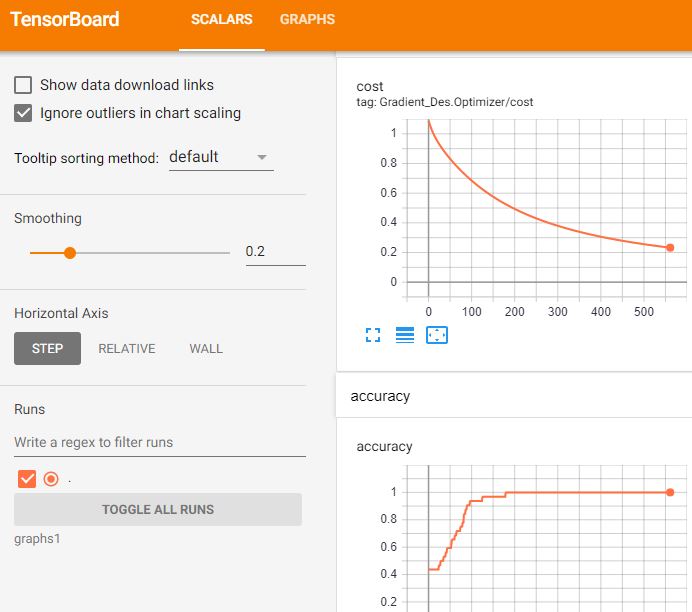 TensorBoard
SCALARS
GRAPHS
Show data download links
Ignore outliers in chart scaling
Tooltip sorting method: default
Smoothing
0.2
Horizontal Axis
STEP
RELATIVE
WALL
Runs
Write a regex to filter runs
.
TOGGLE ALL RUNS
graphs1
cost
tag: Gradient_Des.Optimizer/cost
1
0.8
0.6
0.4
0.2
0
0 100 200 300 400 500
accuracy
accuracy
1
0.8
0.6
0.4
0.2